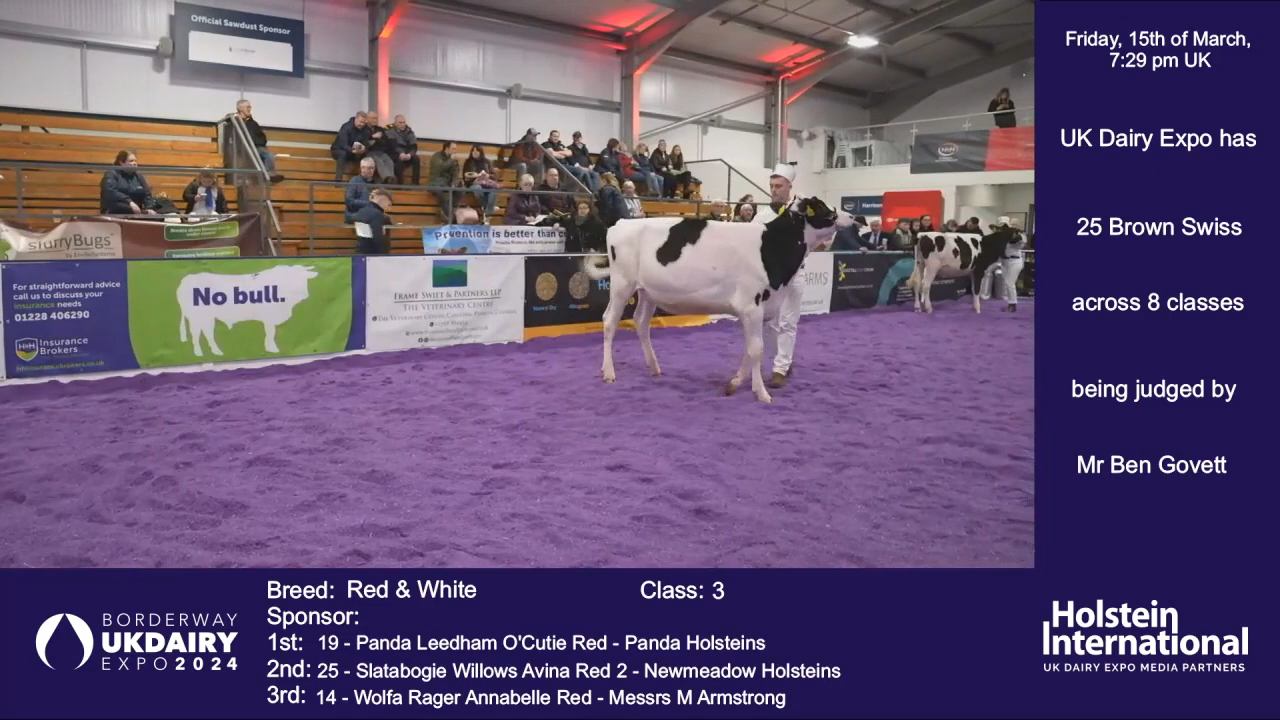 Official Sawdust Sponsor
Friday, 15th of March,
7:29 pm UK
UK Dairy Expo has
25 Brown Swiss
across 8 classes
being judged by
Mr Ben Govett
slurryBugs
Prevention is better than
For straightforward advice
call us to discuss your
insurance needs
01228 406290
H&H Insurance
Brokers
No bull.
FRAME SWIFT & PARTNERS LLP
THE VETERINARY CENTRE
Harrison
ARMS
BORDERWAY
UKDAIRY
EXPO 2024
Breed: Red & White
Class: 3
Sponsor:
1st: 19 - Panda Leedham O'Cutie Red - Panda Holsteins
2nd: 25 - Slatabogie Willows Avina Red 2 - Newmeadow Holsteins
3rd: 14 - Wolfa Rager Annabelle Red - Messrs M Armstrong
Holstein
International
UK DAIRY EXPO MEDIA PARTNERS